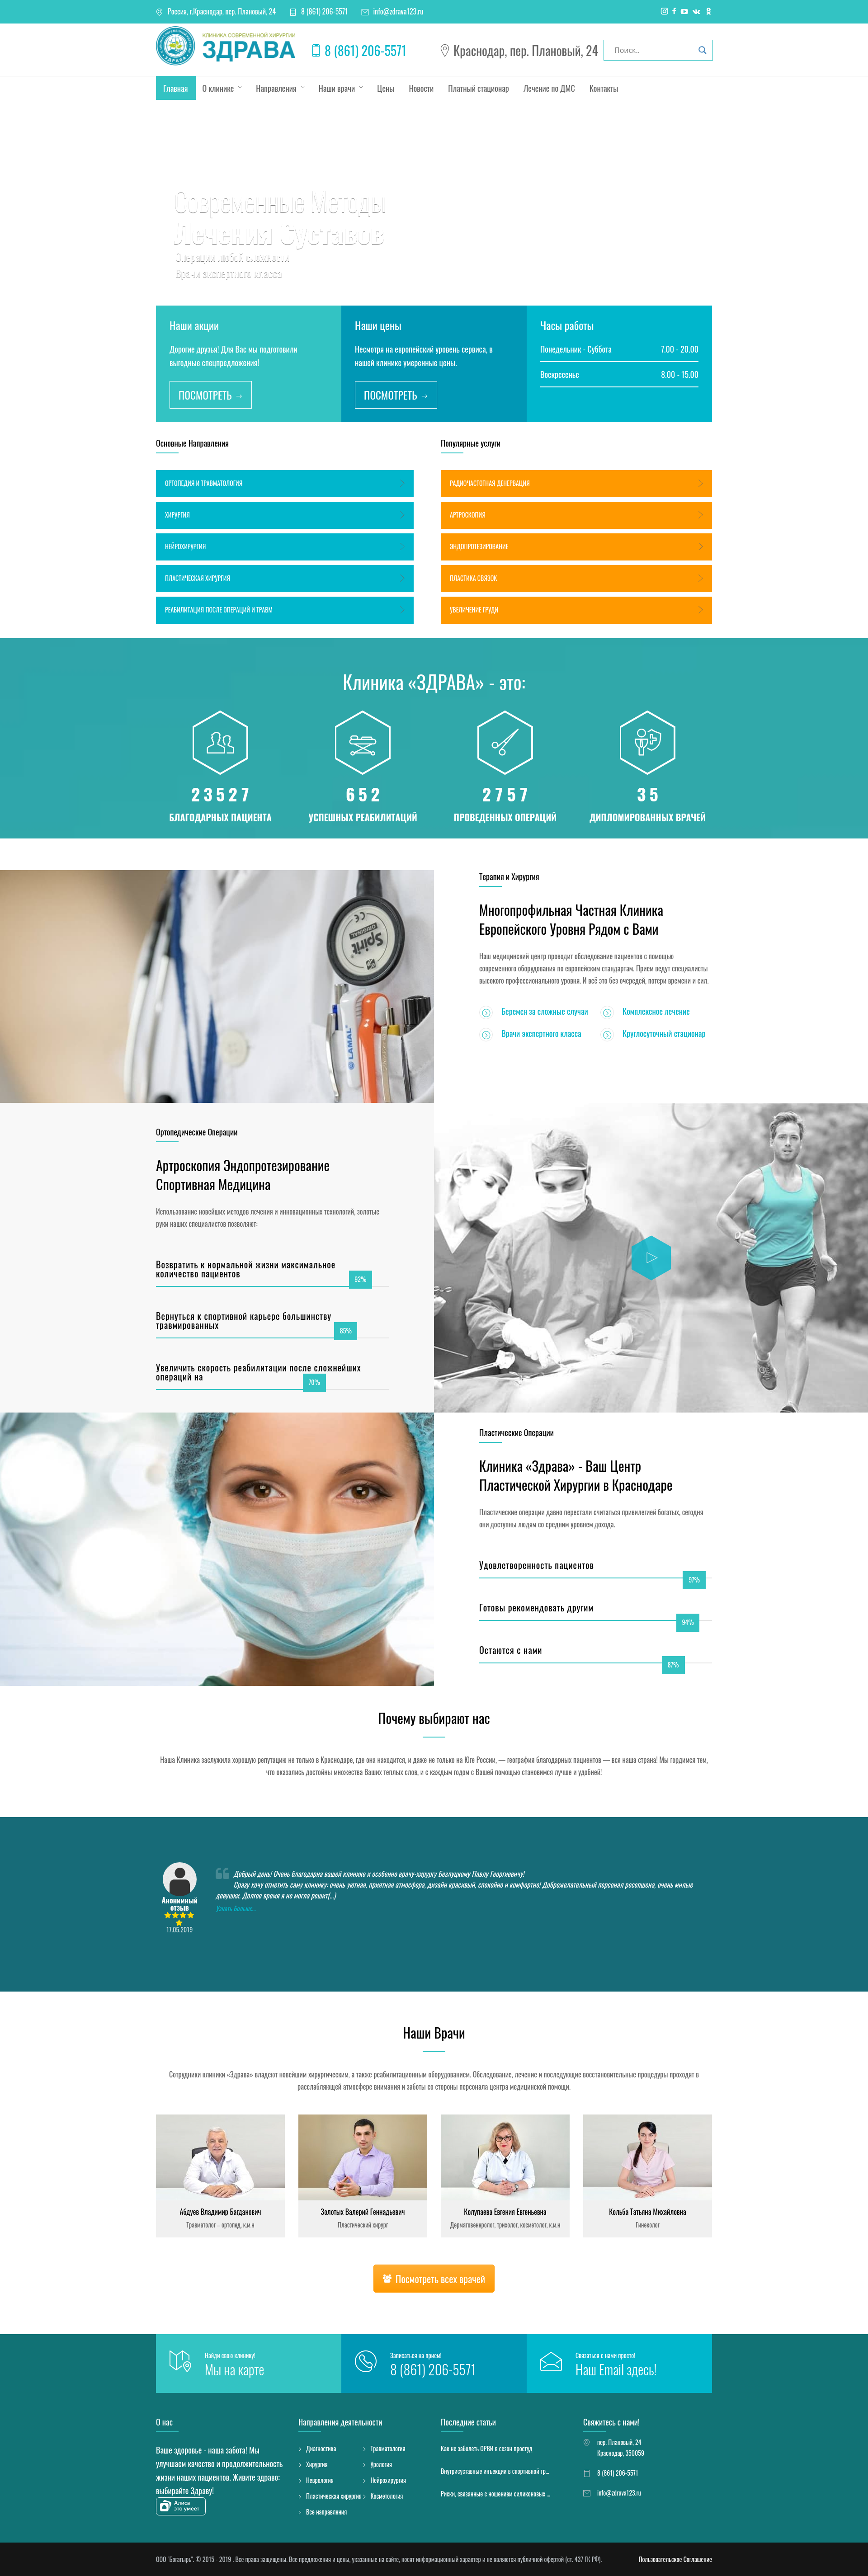 Россия, г.Краснодар, пер. Плановый, 24
8 (861) 206-5571
info@zdrava123.ru
КЛИНИКА СОВРЕМЕННОЙ ХИРУРГИИ
ЗДРАВА
8 (861) 206-5571
Краснодар, пер. Плановый, 24
Поиск...
Главная
О клинике
Направления
Наши врачи
Цены
Новости
Платный стационар
Лечение по ДМС
Контакты
Современные Методы
Лечения Суставов
Операции любой сложности
Врачи экспертного класса
Наши акции
Дорогие друзья! Для Вас мы подготовили
выгодные спецпредложения!
ПОСМОТРЕТЬ →
Наши цены
Несмотря на европейский уровень сервиса, в
нашей клинике умеренные цены.
ПОСМОТРЕТЬ →
Часы работы
Понедельник - Суббота 7.00 - 20.00
Воскресенье 8.00 - 15.00
Основные Направления
ОРТОПЕДИЯ И ТРАВМАТОЛОГИЯ
ХИРУРГИЯ
НЕЙРОХИРУРГИЯ
ПЛАСТИЧЕСКАЯ ХИРУРГИЯ
РЕАБИЛИТАЦИЯ ПОСЛЕ ОПЕРАЦИЙ И ТРАВМ
Популярные услуги
РАДИОЧАСТОТНАЯ ДЕНЕРВАЦИЯ
АРТРОСКОПИЯ
ЭНДОПРОТЕЗИРОВАНИЕ
ПЛАСТИКА СВЯЗОК
УВЕЛИЧЕНИЕ ГРУДИ
Клиника «ЗДРАВА» - это:
23527
БЛАГОДАРНЫХ ПАЦИЕНТА
652
УСПЕШНЫХ РЕАБИЛИТАЦИЙ
2757
ПРОВЕДЕННЫХ ОПЕРАЦИЙ
35
ДИПЛОМИРОВАННЫХ ВРАЧЕЙ
Spirit
ORIGINAL
LAMAL
Терапия и Хирургия
Многопрофильная Частная Клиника
Европейского Уровня Рядом с Вами
Наш медицинский центр проводит обследование пациентов с помощью
современного оборудования по европейским стандартам. Прием ведут специалисты
высокого профессионального уровня. И всё это без очередей, потери времени и сил.
Беремся за сложные случаи
Комплексное лечение
Врачи экспертного класса
Круглосуточный стационар
Ортопедические Операции
Артроскопия Эндопротезирование
Спортивная Медицина
Использование новейших методов лечения и инновационных технологий, золотые
руки наших специалистов позволяют:
Возвратить к нормальной жизни максимальное
количество пациентов
92%
Вернуться к спортивной карьере большинству
травмированных
85%
Увеличить скорость реабилитации после сложнейших
операций на
70%
Пластические Операции
Клиника «Здрава» - Ваш Центр
Пластической Хирургии в Краснодаре
Пластические операции давно перестали считаться привилегией богатых, сегодня
они доступны людям со средним уровнем дохода.
Удовлетворенность пациентов
97%
Готовы рекомендовать другим
94%
Остаются с нами
87%
Почему выбирают нас
Наша Клиника заслужила хорошую репутацию не только в Краснодаре, где она находится, и даже не только на Юге России, — география благодарных пациентов — вся наша страна! Мы гордимся тем,
что оказались достойны множества Ваших теплых слов, и с каждым годом с Вашей помощью становимся лучше и удобней!
Анонимный
отзыв
17.05.2019
Добрый день! Очень благодарна вашей клинике и особенно врачу-хирургу Безлуцкому Павлу Георгиевичу!
Сразу хочу отметить саму клинику: очень уютная, приятная атмосфера, дизайн красивый, спокойно и комфортно! Доброжелательный персонал ресепшена, очень милые
девушки. Долгое время я не могла решит[...]
Узнать больше...
Наши Врачи
Сотрудники клиники «Здрава» владеют новейшим хирургическим, а также реабилитационным оборудованием. Обследование, лечение и последующие восстановительные процедуры проходят в
расслабляющей атмосфере внимания и заботы со стороны персонала центра медицинской помощи.
Абдуев Владимир Багданович
Травматолог – ортопед, к.м.н
Золотых Валерий Геннадьевич
Пластический хирург
Колупаева Евгения Евгеньевна
Дерматовенеролог, трихолог, косметолог, к.м.н
Кольба Татьяна Михайловна
Гинеколог
Посмотреть всех врачей
Найди свою клинику!
Мы на карте
Записаться на прием!
8 (861) 206-5571
Связаться с нами просто!
Наш Email здесь!
О нас
Ваше здоровье - наша забота! Мы
улучшаем качество и продолжительность
жизни наших пациентов. Живите здраво:
выбирайте Здраву!
Алиса
это умеет
Направления деятельности
Диагностика
Травматология
Хирургия
Урология
Неврология
Нейрохирургия
Пластическая хирургия
Косметология
Все направления
Последние статьи
Как не заболеть ОРВИ в сезон простуд
Внутрисуставные инъекции в спортивной тр...
Риски, связанные с ношением силиконовых ...
Свяжитесь с нами!
пер. Плановый, 24
Краснодар, 350059
8 (861) 206-5571
info@zdrava123.ru
ООО "Богатырь". © 2015 - 2019 . Все права защищены. Все предложения и цены, указанные на сайте, носят информационный характер и не являются публичной офертой (ст. 437 ГК РФ).
Пользовательское Соглашение